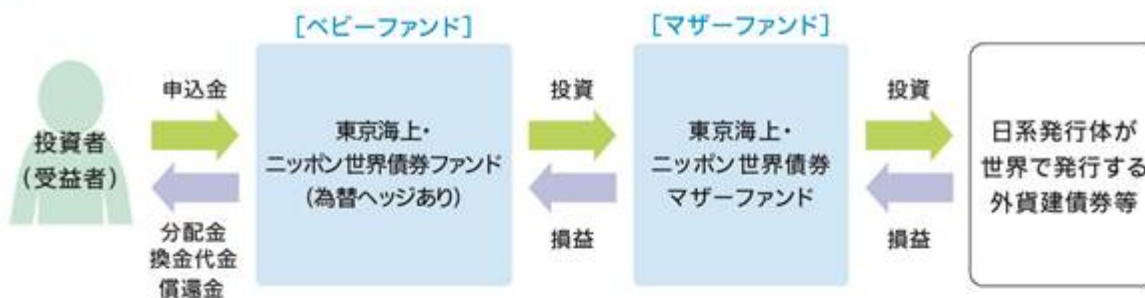 [ベビーファンド]
[マザーファンド]
投資者
(受益者)
申込金
分配金
換金代金
償還金
東京海上・
ニッポン世界債券ファンド
(為替ヘッジあり)
投資
損益
東京海上・
ニッポン世界債券
マザーファンド
投資
損益
日系発行体が
世界で発行する
外貨建債券等